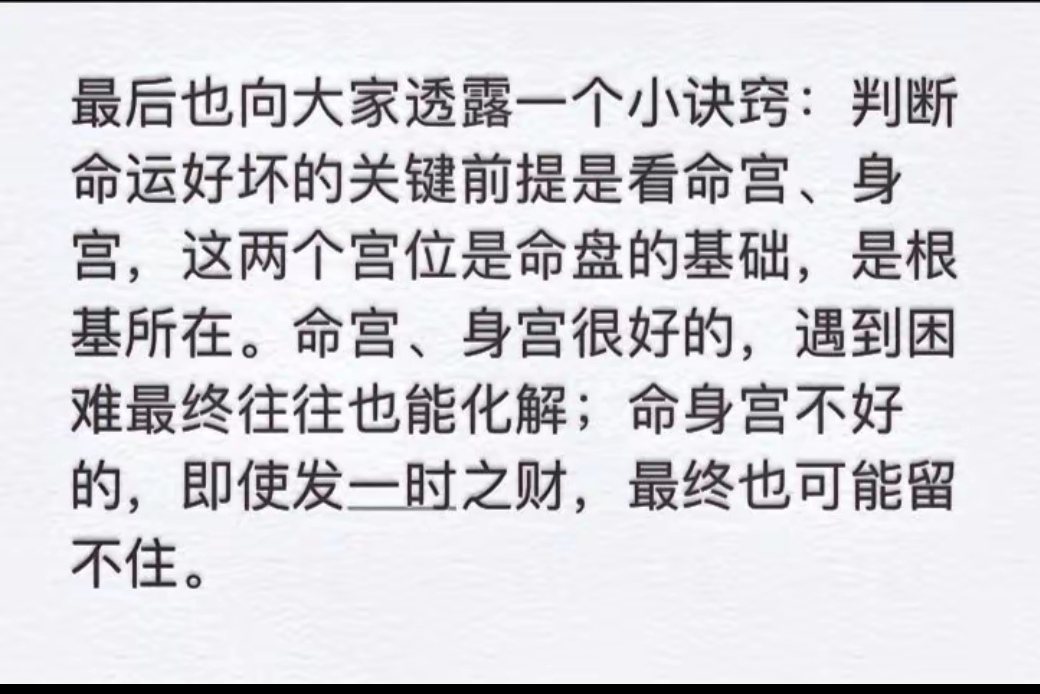 最后也向大家透露一个小诀窍：判断
命运好坏的关键前提是看命宫、身
宫，这两个宫位是命盘的基础，是根
基所在。命宫、身宫很好的，遇到困
难最终往往也能化解；命身宫不好
的，即使发一时之财，最终也可能留
不住。